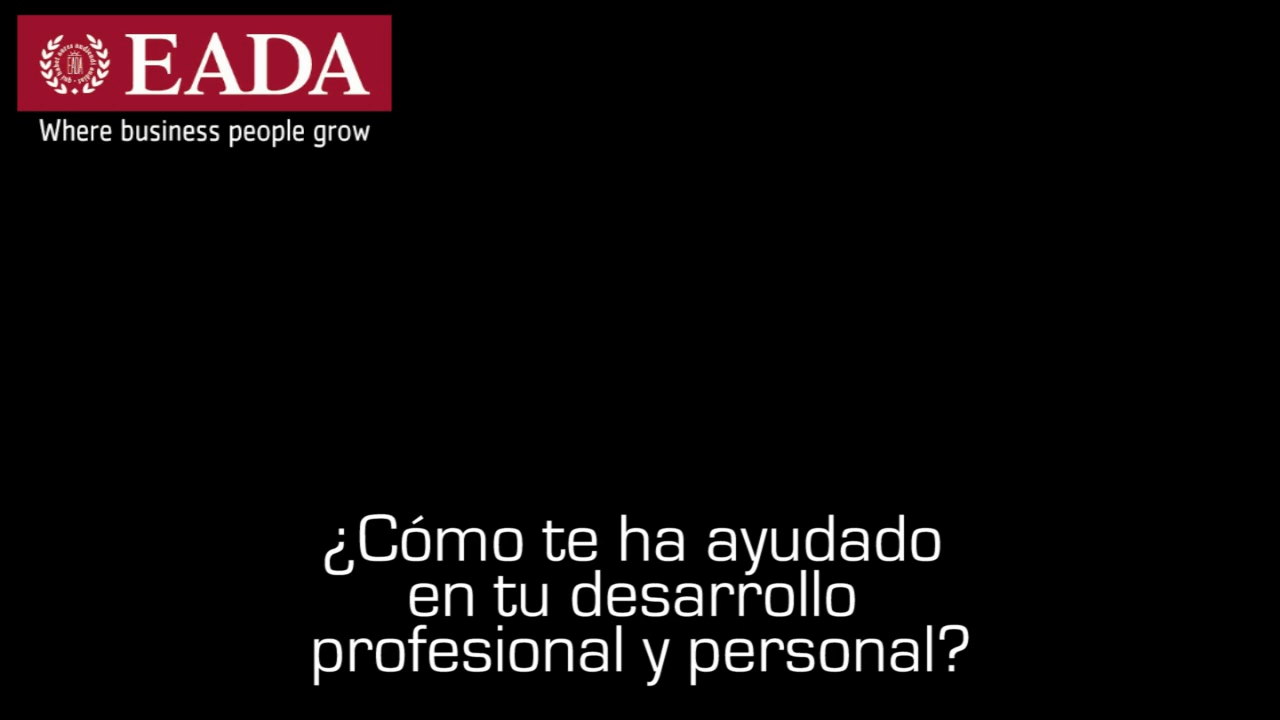 EADA
Where business people grow
¿Cómo te ha ayudado
en tu desarrollo
profesional y personal?